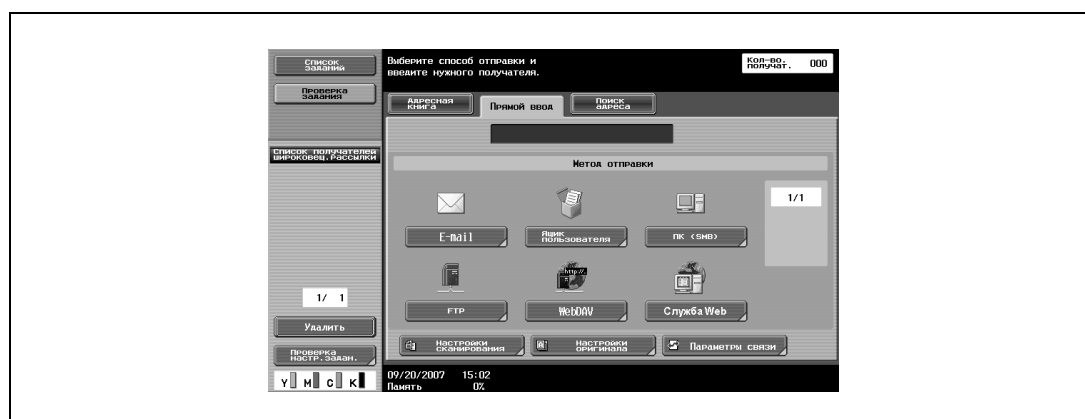 Список
заданий
Проверка
задания
Список получателей
широковещ.рассылки
1/ 1
Удалить
Проверка
настр.задан.
Y M C K
Выберите способ отправки и
введите нужного получателя.
Кол-во.
получат. 000
Адресная
книга
Прямой ввод
Поиск
адреса
Метод отправки
1/1
E-mail
Ящик
пользователя
ПК (SMB)
http://
FTP
WebDAV
Служба Web
Настройки
сканирования
Настройки
оригинала
Параметры связи
09/20/2007 15:02
Память 0%